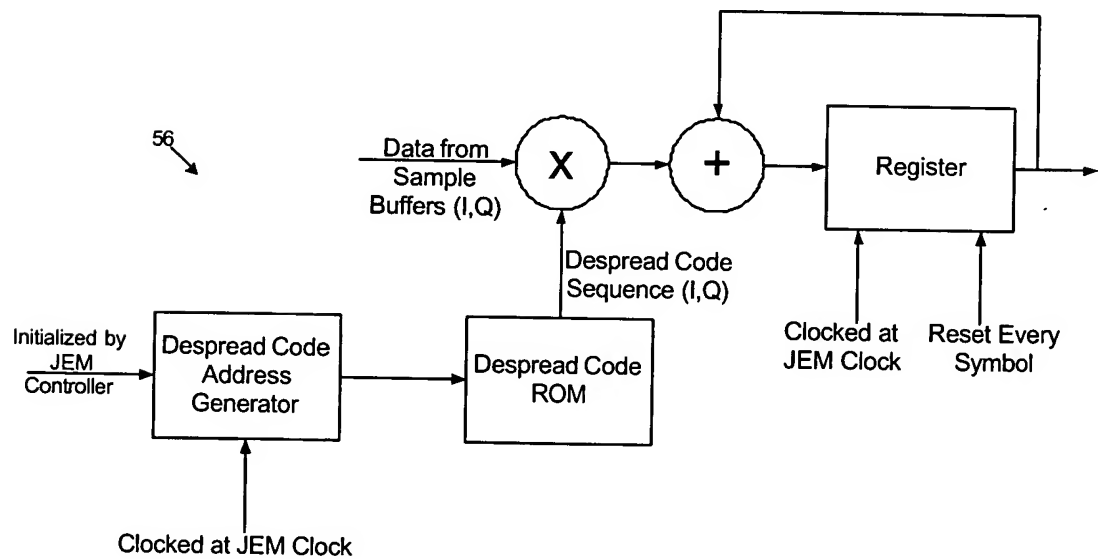 56
Data from
Sample
Buffers (I,Q)
X
+
Register
Despread Code
Sequence (I,Q)
Clocked at
JEM Clock
Reset Every
Symbol
Initialized by
JEM
Controller
Despread Code
Address
Generator
Despread Code
ROM
Clocked at JEM Clock